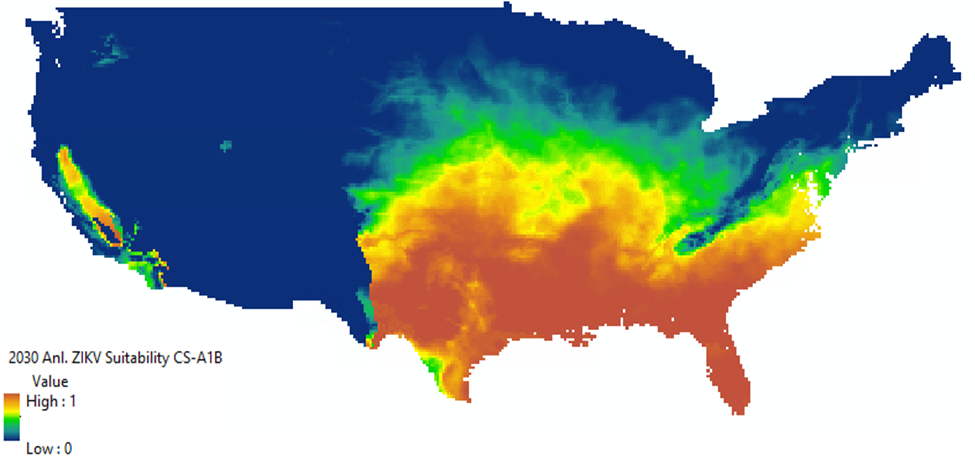 2030 Anl. ZIKV Suitability CS-A1B
Value
High : 1
Low : 0